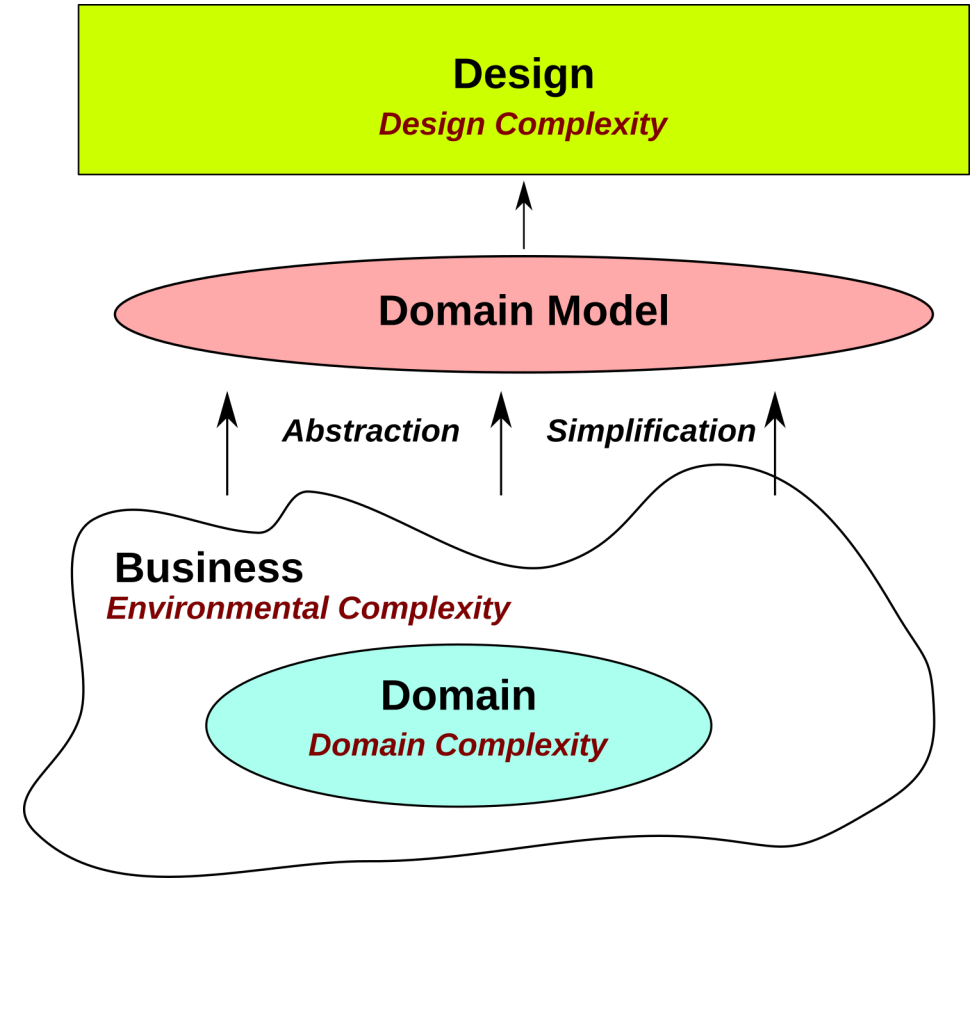 Design
Design Complexity
Domain Model
Abstraction Simplification
Business
Environmental Complexity
Domain
Domain Complexity